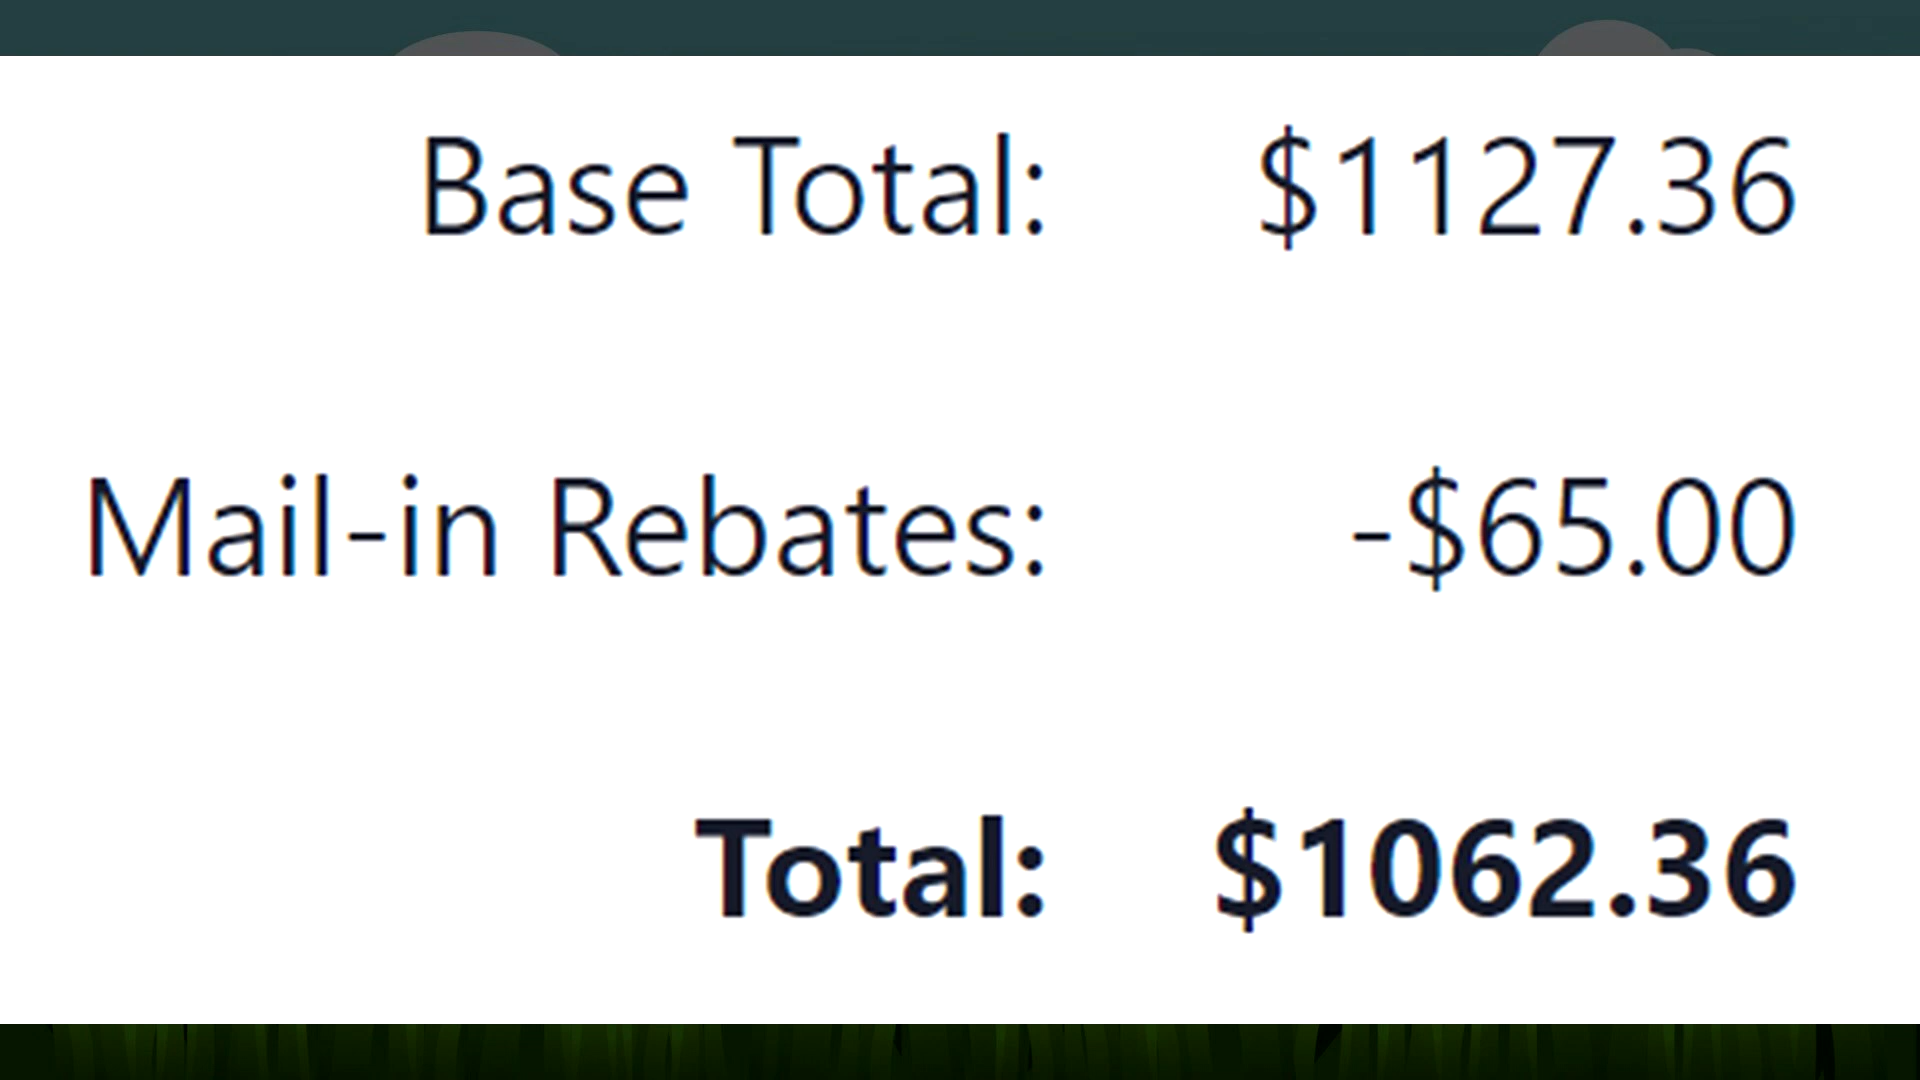 Base Total: $1127.36
Mail-in Rebates: -$65.00
Total: $1062.36